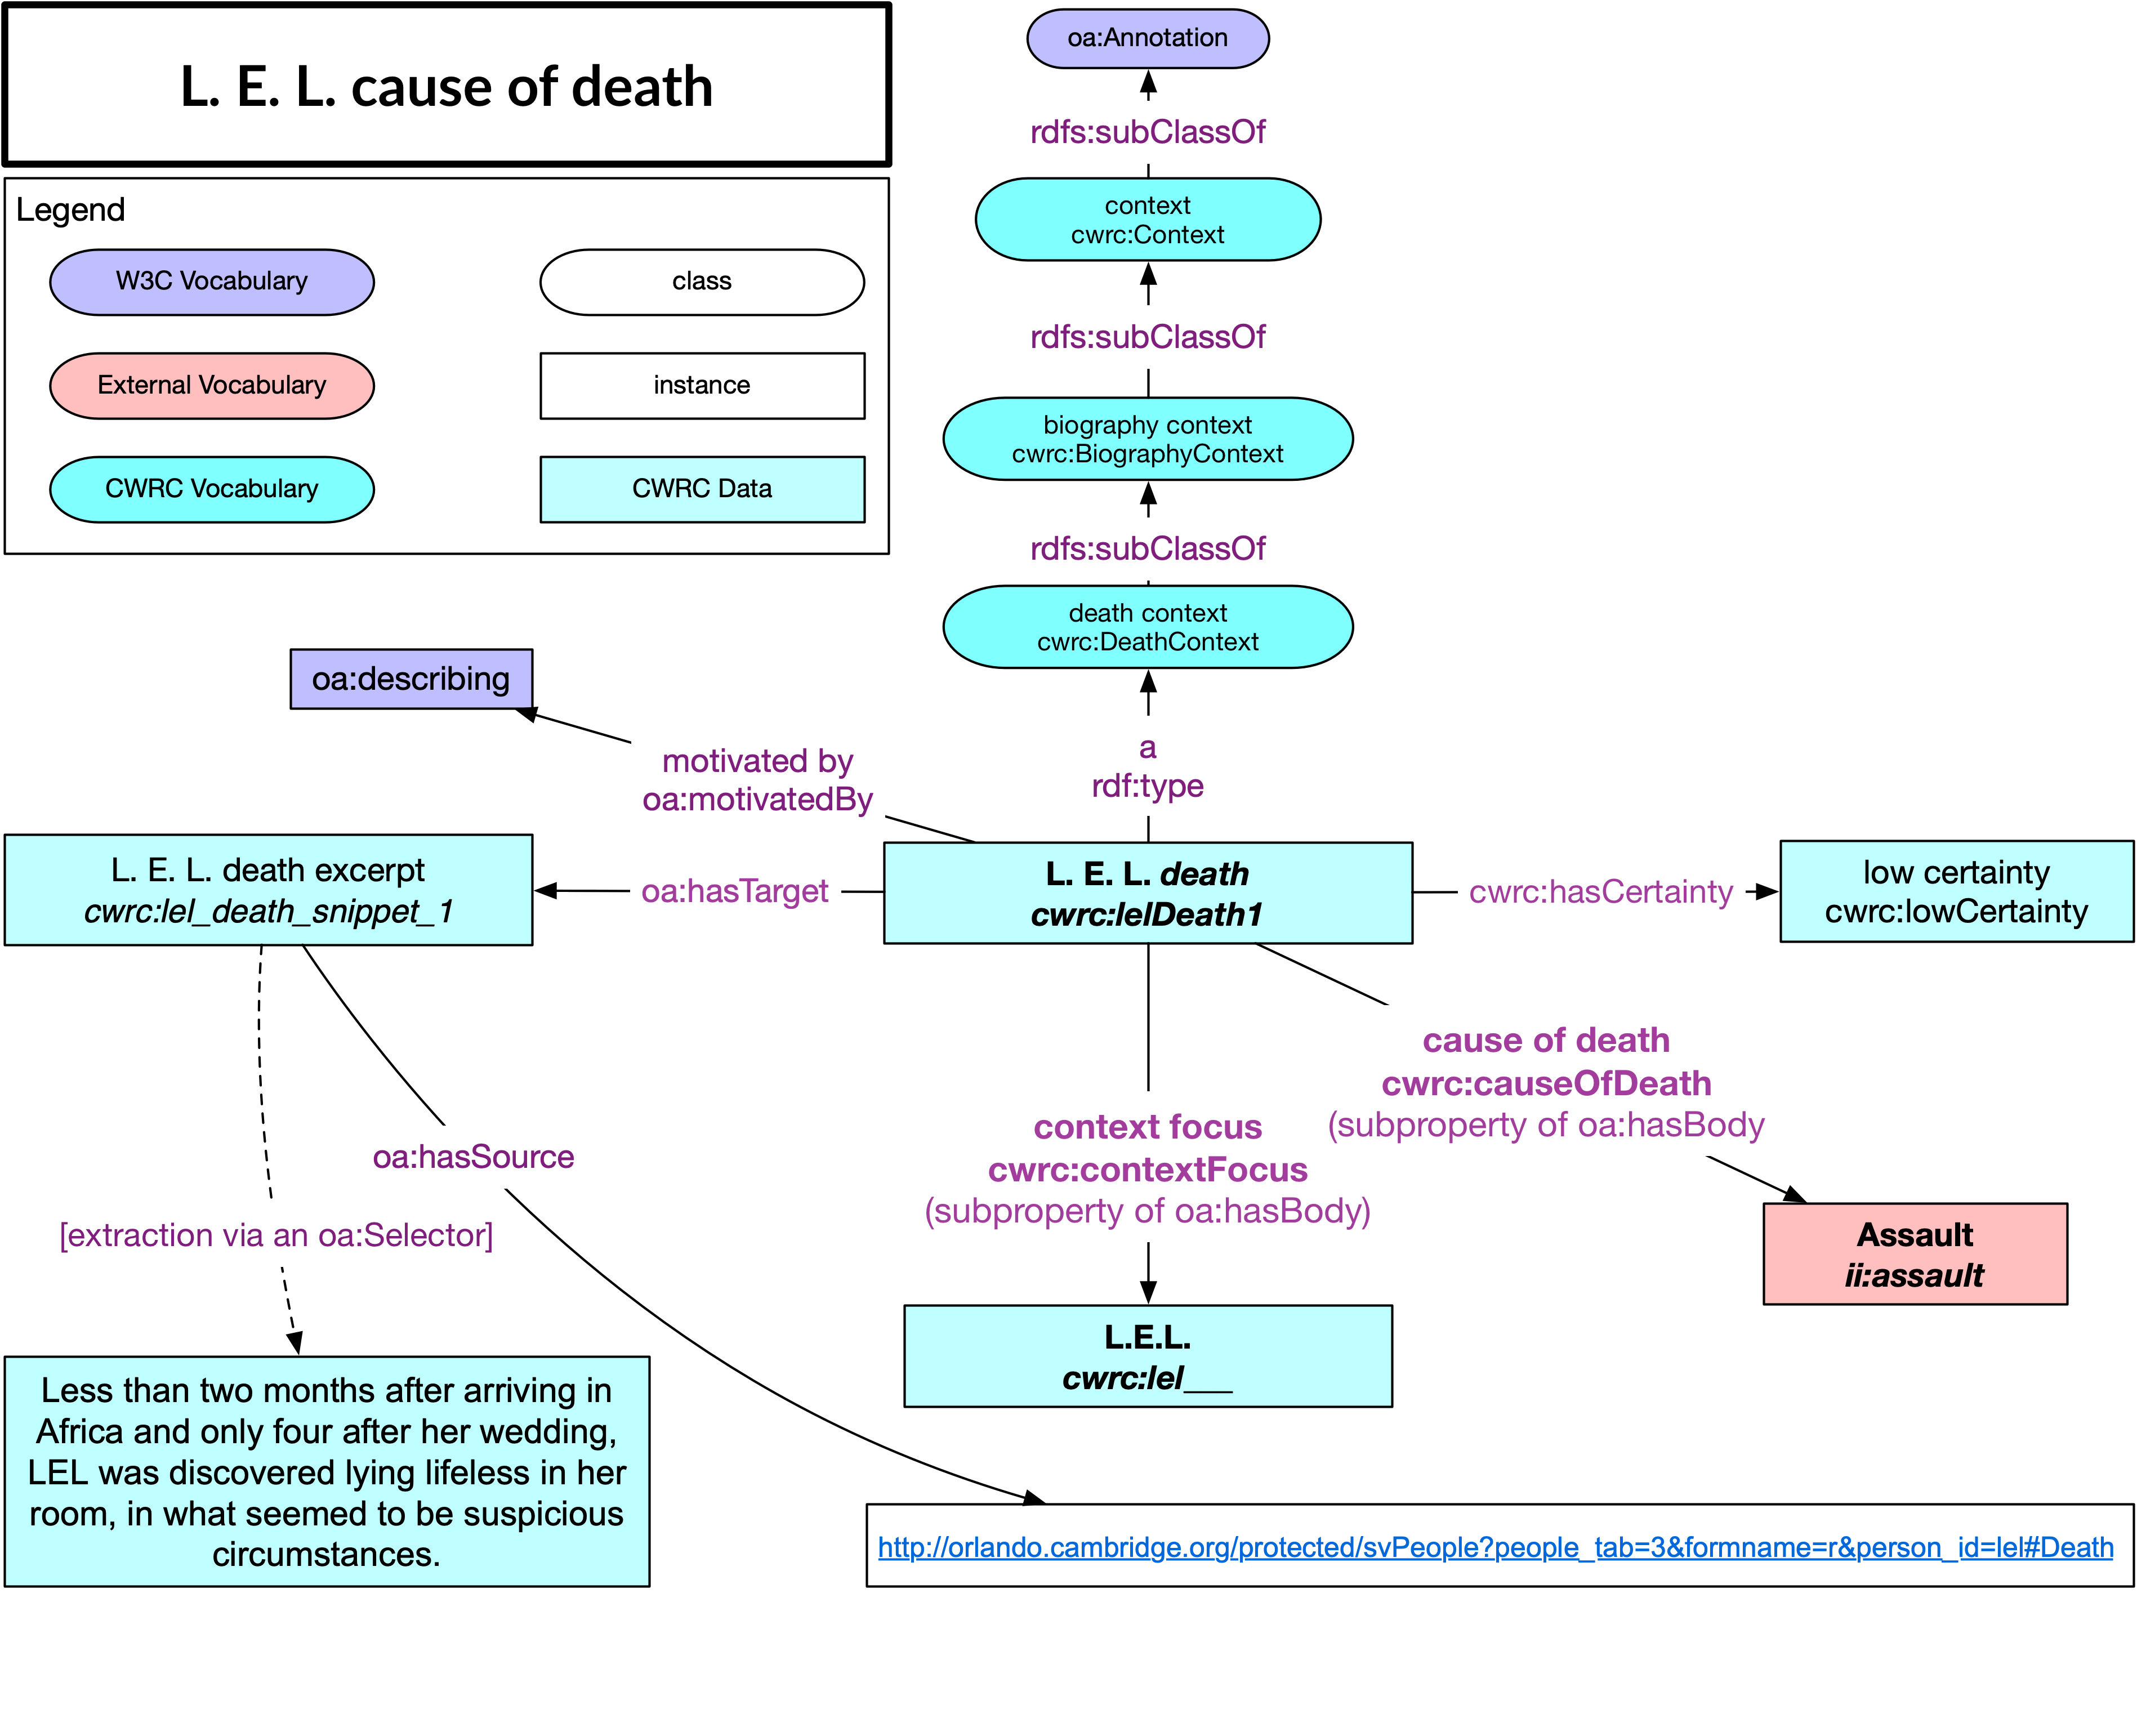 L. E. L. cause of death
Legend
W3C Vocabulary
class
External Vocabulary
instance
CWRC Vocabulary
CWRC Data
oa:Annotation
rdfs:subClassOf
context
cwrc:Context
rdfs:subClassOf
biography context
cwrc:BiographyContext
rdfs:subClassOf
death context
cwrc:DeathContext
a
rdf:type
oa:describing
motivated by
oa:motivatedBy
L. E. L. death excerpt
cwrc:lel_death_snippet_1
oa:hasTarget
L. E. L. death
cwrc:lelDeath1
cwrc:hasCertainty
low certainty
cwrc:lowCertainty
cause of death
cwrc:causeOfDeath
(subproperty of oa:hasBody
context focus
cwrc:contextFocus
(subproperty of oa:hasBody)
oa:hasSource
[extraction via an oa:Selector]
Assault
ii:assault
L.E.L.
cwrc:lel___
Less than two months after arriving in
Africa and only four after her wedding,
LEL was discovered lying lifeless in her
room, in what seemed to be suspicious
circumstances.
http://orlando.cambridge.org/protected/svPeople?people_tab=3&formname=r&person_id=lel#Death